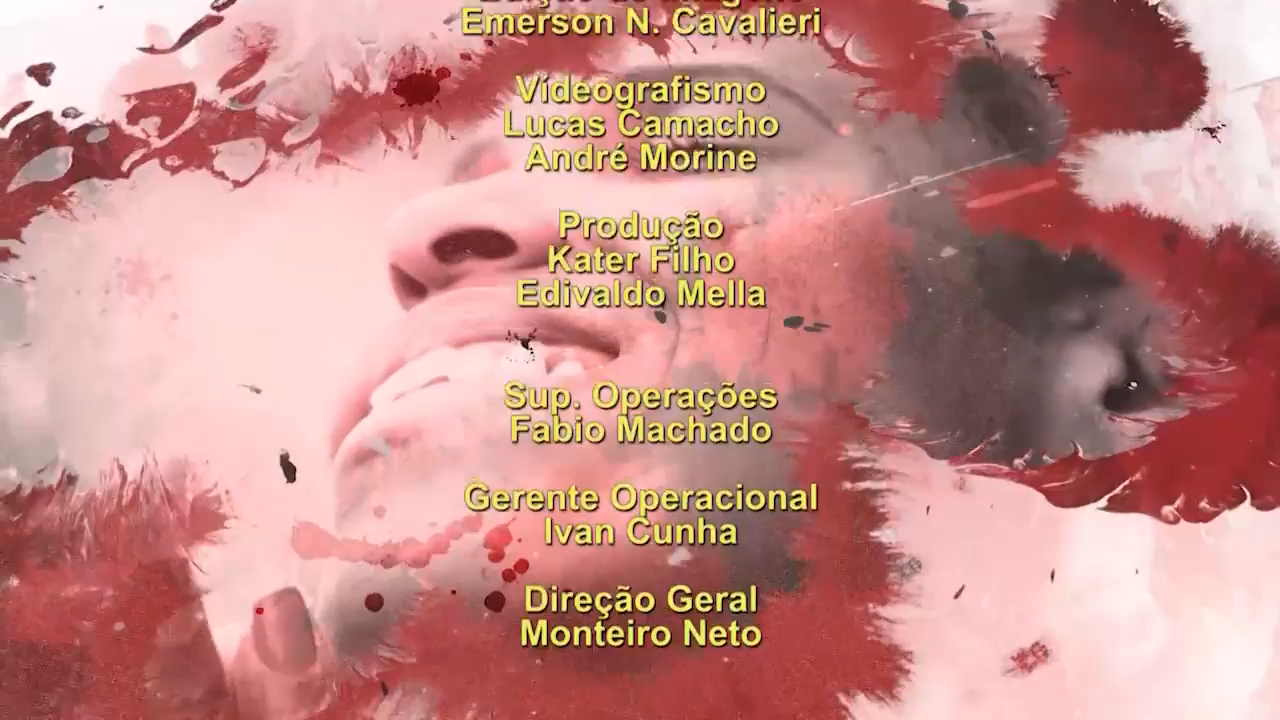 Emerson N. Cavalieri
Videografismo
Lucas Camacho
André Morine
Produção
Kater Filho
Edivaldo Mella
Sup. Operações
Fabio Machado
Gerente Operacional
Ivan Cunha
Direção Geral
Monteiro Neto